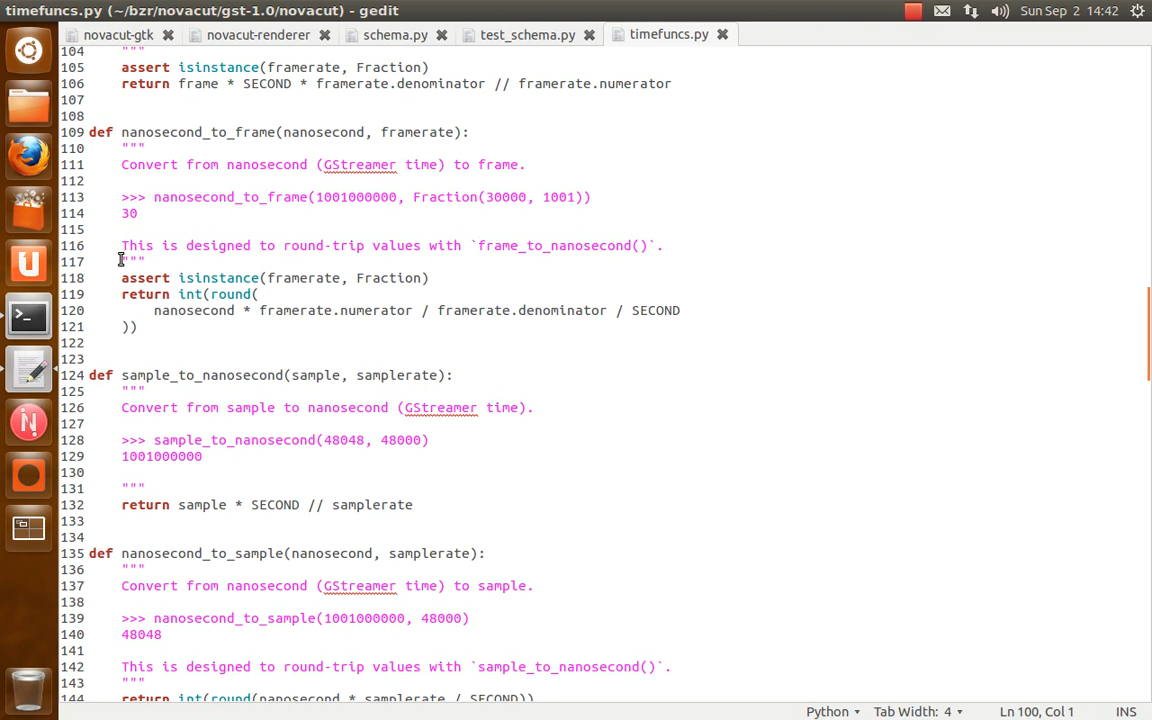 timefuncs.py (~/bzr/novacut/gst-1.0/novacut) - gedit
Sun Sep 2 14:42
novacut-gtk
novacut-renderer
schema.py
test_schema.py
timefuncs.py
104 """
105 assert isinstance(framerate, Fraction)
106 return frame * SECOND * framerate.denominator // framerate.numerator
107
108
109 def nanosecond_to_frame(nanosecond, framerate):
110 """
111 Convert from nanosecond (GStreamer time) to frame.
112
113 >>> nanosecond_to_frame(1001000000, Fraction(30000, 1001))
114 30
115
116 This is designed to round-trip values with `frame_to_nanosecond()`.
117 """
118 assert isinstance(framerate, Fraction)
119 return int(round(
120 nanosecond * framerate.numerator / framerate.denominator / SECOND
121 ))
122
123
124 def sample_to_nanosecond(sample, samplerate):
125 """
126 Convert from sample to nanosecond (GStreamer time).
127
128 >>> sample_to_nanosecond(48048, 48000)
129 1001000000
130
131 """
132 return sample * SECOND // samplerate
133
134
135 def nanosecond_to_sample(nanosecond, samplerate):
136 """
137 Convert from nanosecond (GStreamer time) to sample.
138
139 >>> nanosecond_to_sample(1001000000, 48000)
140 48048
141
142 This is designed to round-trip values with `sample_to_nanosecond()`.
143 """
144 return int(round(nanosecond * samplerate / SECOND))
Python Tab Width: 4 Ln 100, Col 1 INS